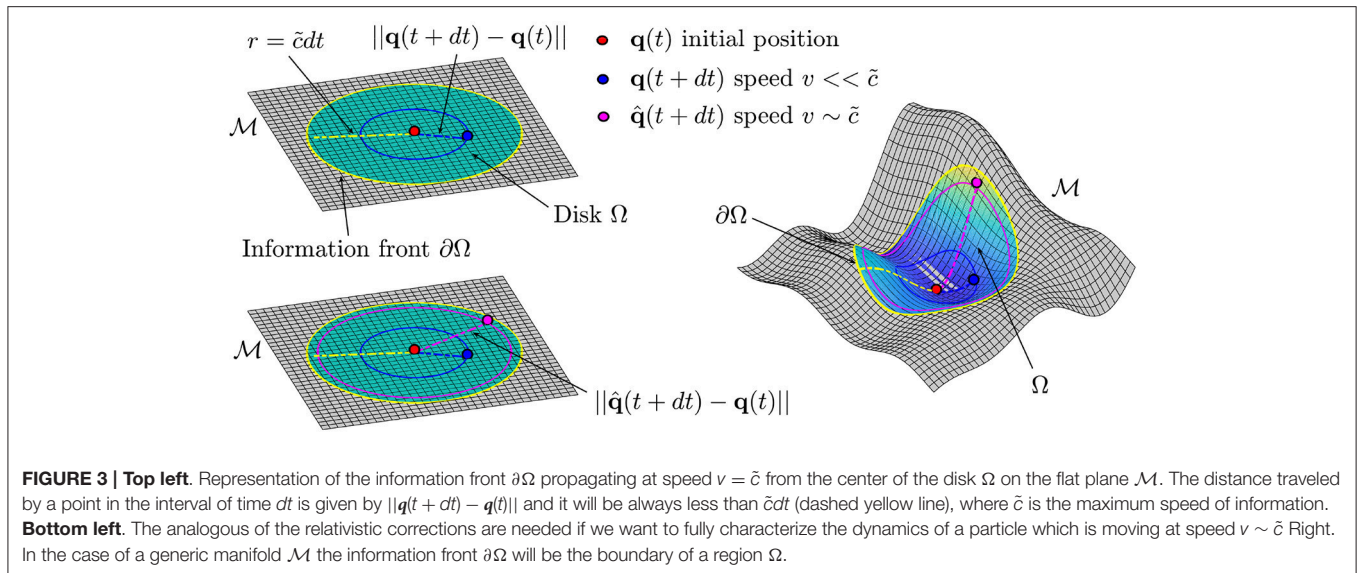 r = c̃dt
||q(t + dt) − q(t)||
q(t) initial position
q(t + dt) speed v << c̃
q̂(t + dt) speed v ∼ c̃
ℳ
Disk Ω
Information front ∂Ω
ℳ
||q̂(t + dt) − q(t)||
ℳ
∂Ω
Ω
FIGURE 3 | Top left. Representation of the information front ∂Ω propagating at speed v = c̃ from the center of the disk Ω on the flat plane ℳ. The distance traveled
by a point in the interval of time dt is given by ||q(t + dt) − q(t)|| and it will be always less than c̃dt (dashed yellow line), where c̃ is the maximum speed of information.
Bottom left. The analogous of the relativistic corrections are needed if we want to fully characterize the dynamics of a particle which is moving at speed v ∼ c̃ Right.
In the case of a generic manifold ℳ the information front ∂Ω will be the boundary of a region Ω.